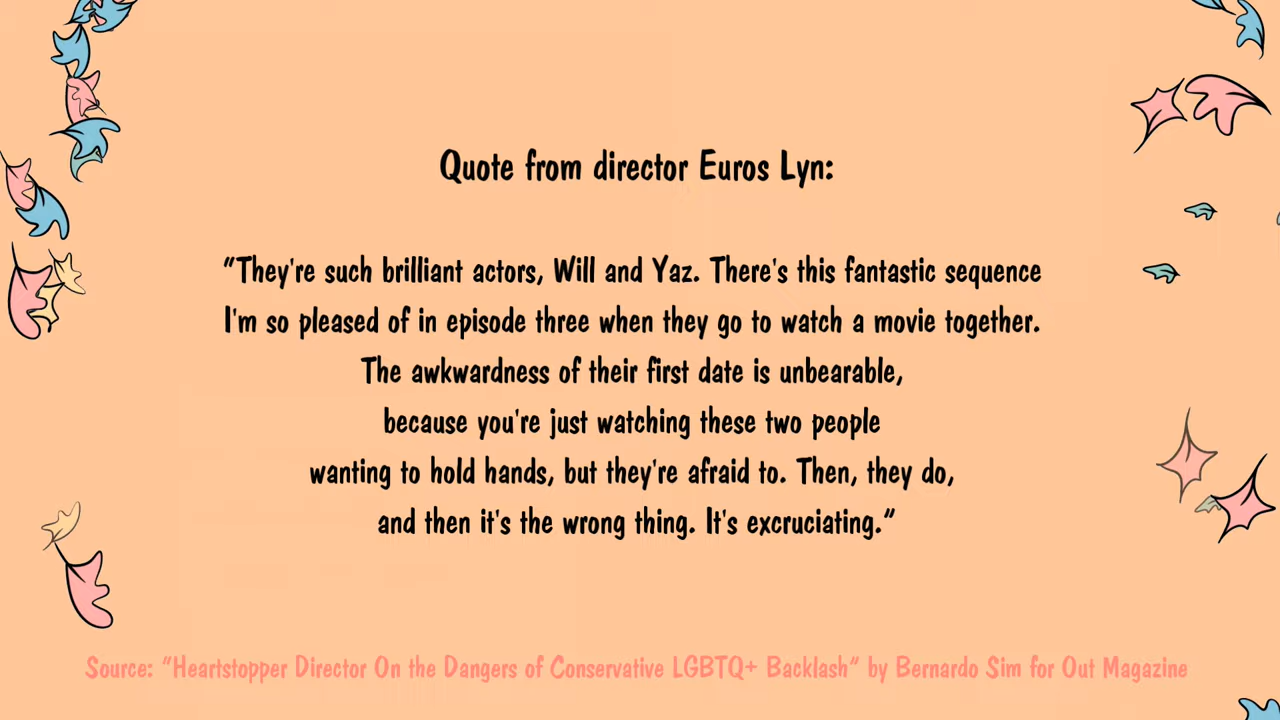 Quote from director Euros Lyn:
"They're such brilliant actors, Will and Yaz. There's this fantastic sequence
I'm so pleased of in episode three when they go to watch a movie together.
The awkwardness of their first date is unbearable,
because you're just watching these two people
wanting to hold hands, but they're afraid to. Then, they do,
and then it's the wrong thing. It's excruciating."
Source: "Heartstopper Director On the Dangers of Conservative LGBTQ+ Backlash" by Bernardo Sim for Out Magazine